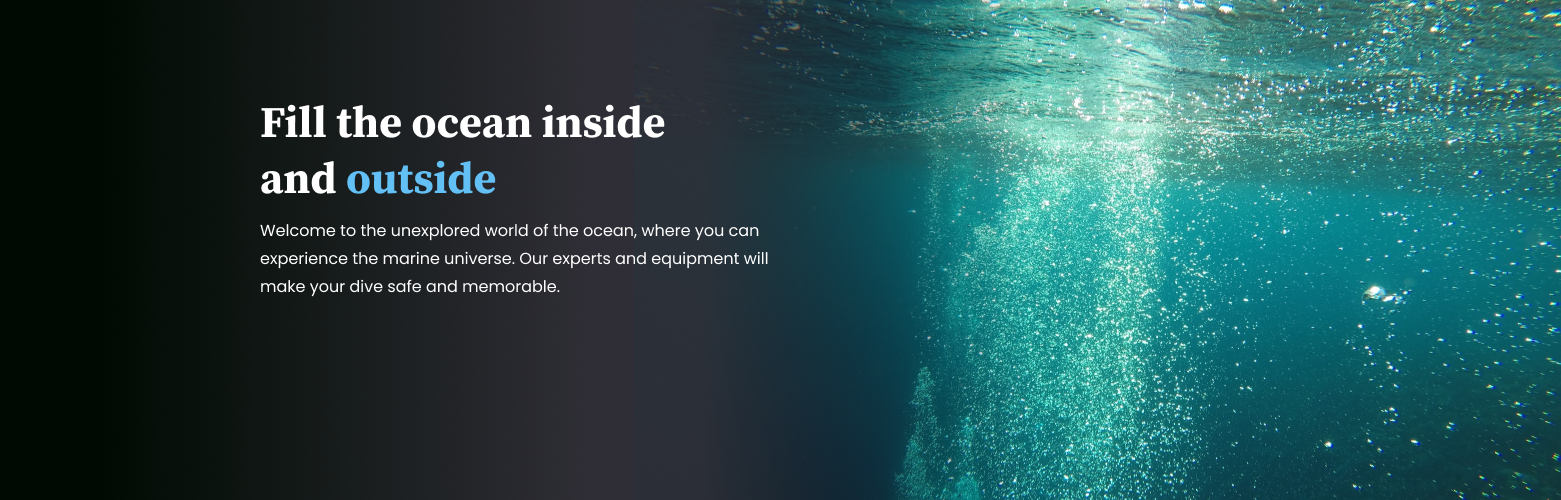 Fill the ocean inside
and outside
Welcome to the unexplored world of the ocean, where you can
experience the marine universe. Our experts and equipment will
make your dive safe and memorable.